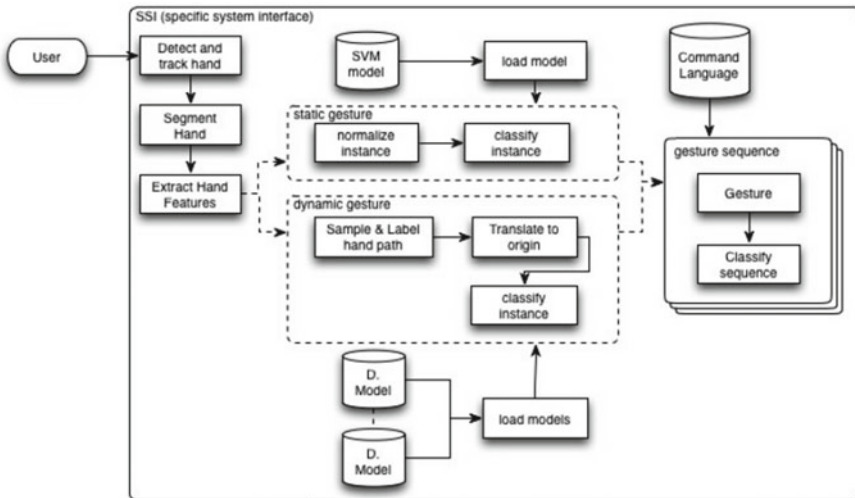 SSI (specific system interface)
User
Detect and
track hand
Segment
Hand
Extract Hand
Features
SVM
model
load model
static gesture
normalize
instance
classify
instance
dynamic gesture
Sample & Label
hand path
Translate to
origin
classify
instance
D.
Model
D.
Model
load models
Command
Language
gesture sequence
Gesture
Classify
sequence